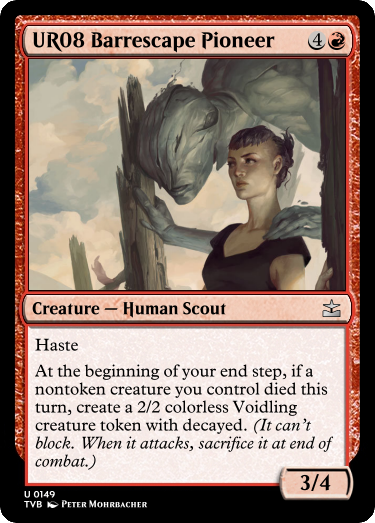 UR08 Barrescape Pioneer 4
Creature — Human Scout
Haste
At the beginning of your end step, if a
nontoken creature you control died this
turn, create a 2/2 colorless Voidling
creature token with decayed. (It can't
block. When it attacks, sacrifice it at end of
combat.)
3/4
U 0149
TVB Peter Mohrbacher